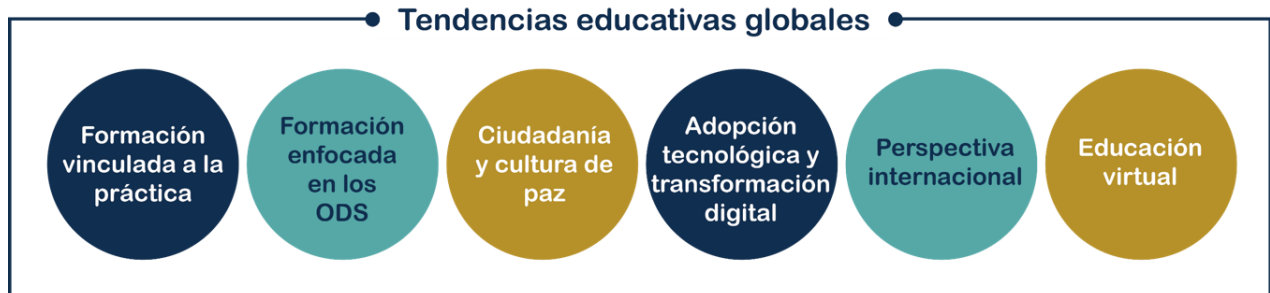 Tendencias educativas globales
Formación
vinculada a la
práctica
Formación
enfocada
en los
ODS
Ciudadanía
y cultura de
paz
Adopción
tecnológica y
transformación
digital
Perspectiva
internacional
Educación
virtual